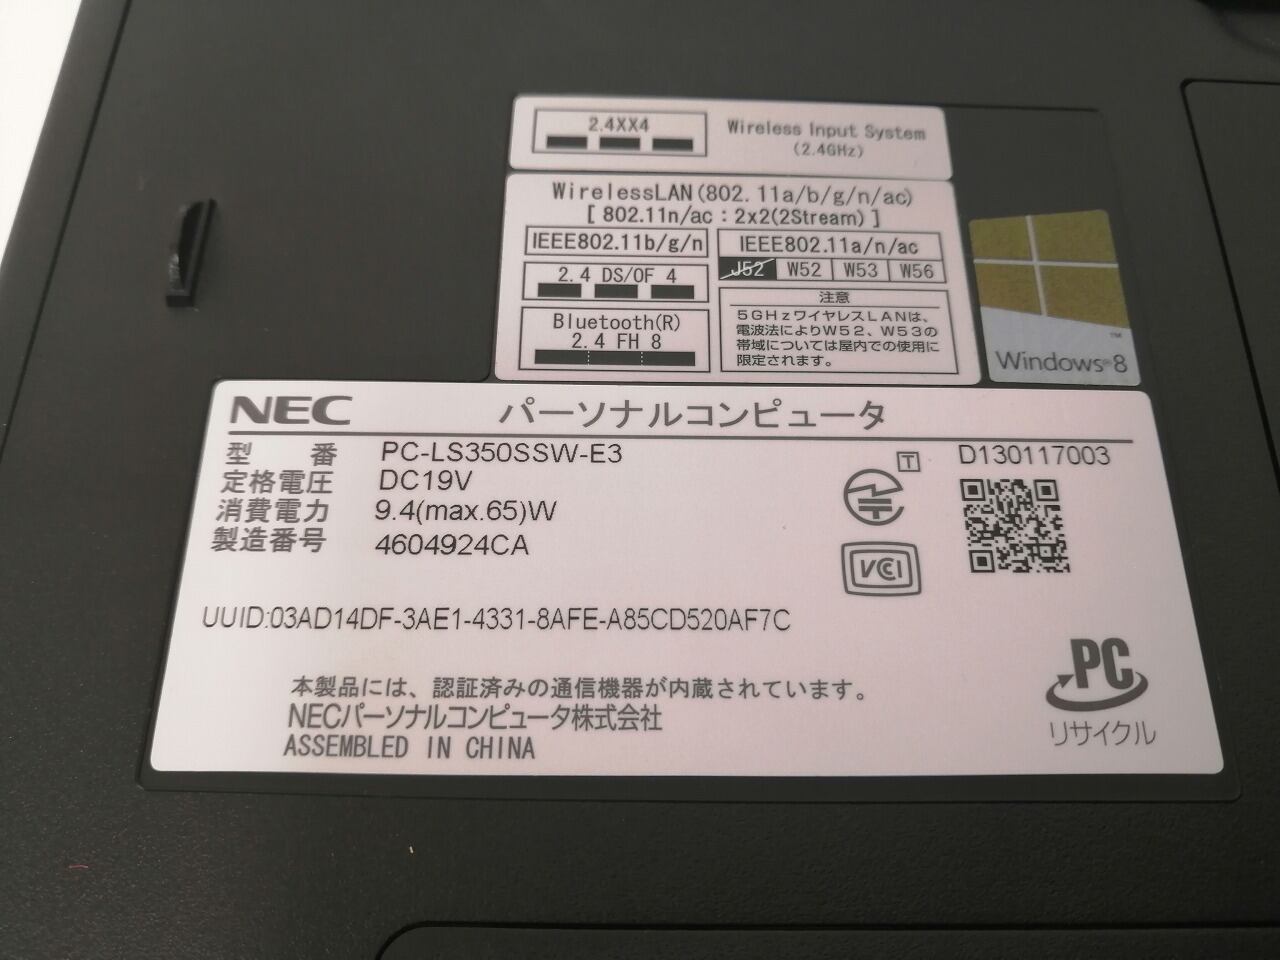 2.4XX4
Wireless Input System
(2.4GHz)
WirelessLAN(802.11a/b/g/n/ac)
[ 802.11n/ac：2x2(2Stream) ]
IEEE802.11b/g/n
IEEE802.11a/n/ac
J52 W52 W53 W56
2.4 DS/OF 4
Bluetooth(R)
2.4 FH 8
注意
5GHzワイヤレスLANは、
電波法によりW52、W53の
帯域については屋内での使用に
限定されます。
Windows®8
TM
NEC パーソナルコンピュータ
型 番 PC-LS350SSW-E3
定格電圧 DC19V
消費電力 9.4(max.65)W
製造番号 4604924CA
D130117003
T
VCCI
UUID:03AD14DF-3AE1-4331-8AFE-A85CD520AF7C
本製品には、認証済みの通信機器が内蔵されています。
NECパーソナルコンピュータ株式会社
ASSEMBLED IN CHINA
PC
リサイクル